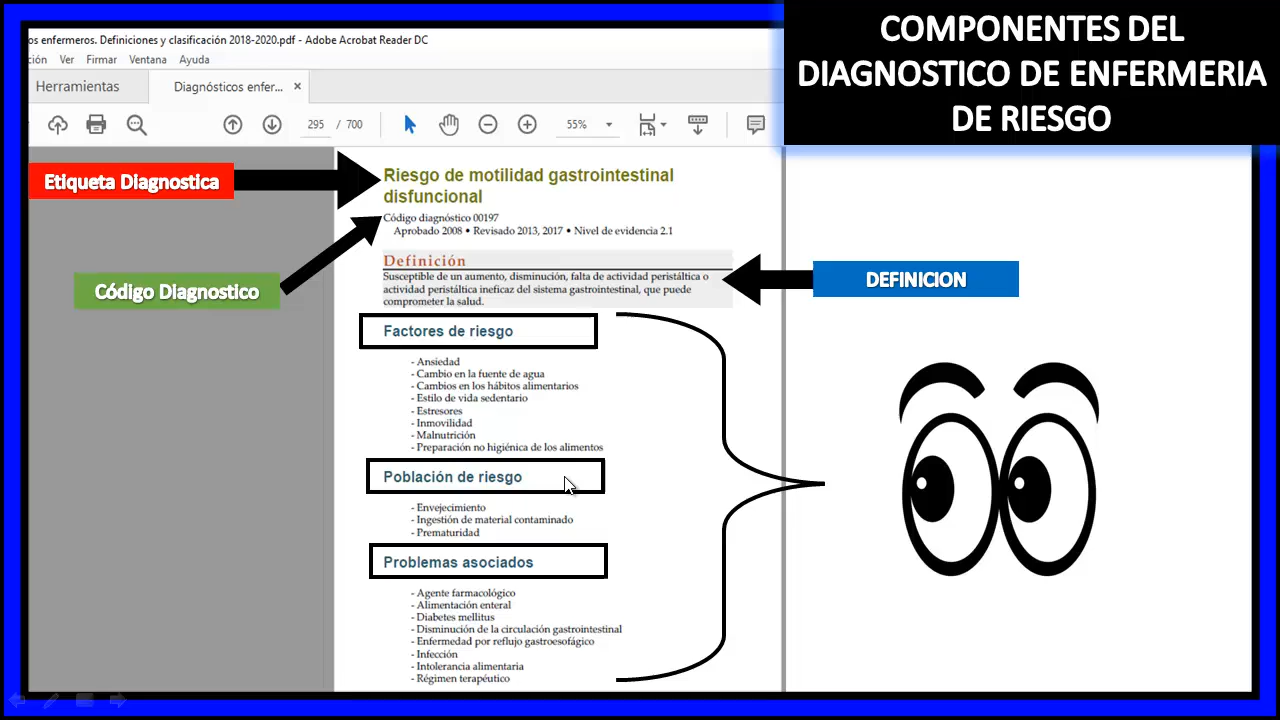 os enfermeros. Definiciones y clasificación 2018-2020.pdf - Adobe Acrobat Reader DC
ción Ver Firmar Ventana Ayuda
Herramientas
Diagnósticos enfer... ×
295 / 700
55%
COMPONENTES DEL
DIAGNOSTICO DE ENFERMERIA
DE RIESGO
Etiqueta Diagnostica
Riesgo de motilidad gastrointestinal
disfuncional
Código diagnóstico 00197
Aprobado 2008 • Revisado 2013, 2017 • Nivel de evidencia 2.1
Código Diagnostico
Definición
Susceptible de un aumento, disminución, falta de actividad peristáltica o
actividad peristáltica ineficaz del sistema gastrointestinal, que puede
comprometer la salud.
DEFINICION
Factores de riesgo
- Ansiedad
- Cambio en la fuente de agua
- Cambios en los hábitos alimentarios
- Estilo de vida sedentario
- Estresores
- Inmovilidad
- Malnutrición
- Preparación no higiénica de los alimentos
Población de riesgo
- Envejecimiento
- Ingestión de material contaminado
- Prematuridad
Problemas asociados
- Agente farmacológico
- Alimentación enteral
- Diabetes mellitus
- Disminución de la circulación gastrointestinal
- Enfermedad por reflujo gastroesofágico
- Infección
- Intolerancia alimentaria
- Régimen terapéutico